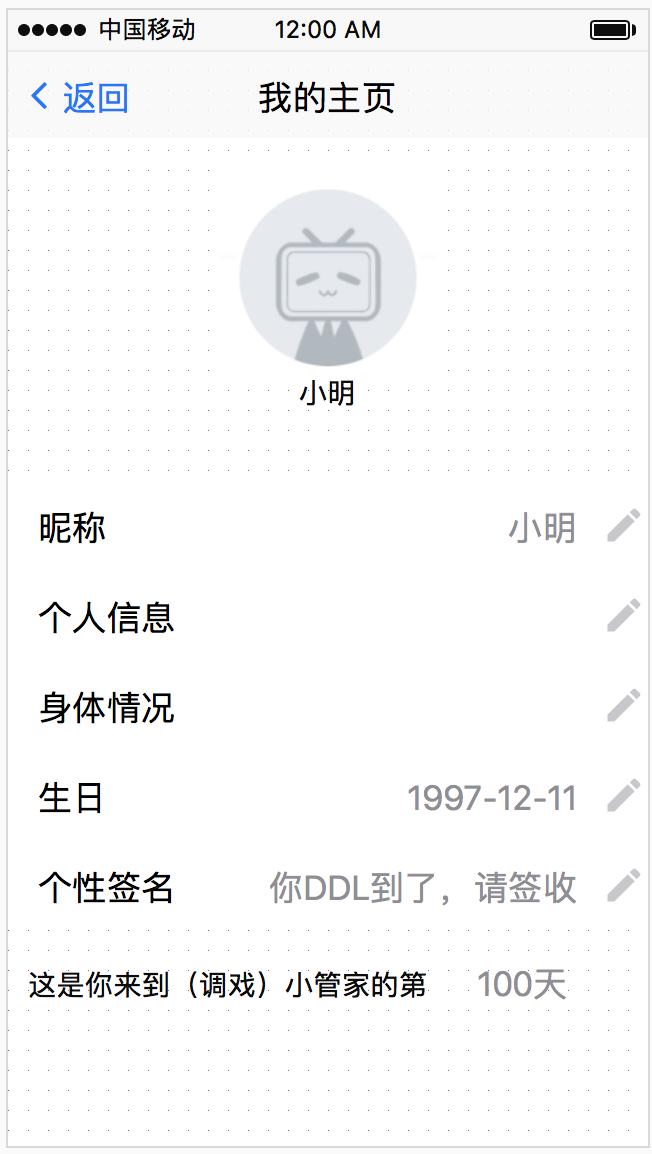 中国移动 12:00 AM
返回 我的主页
小明
昵称 小明
个人信息
身体情况
生日 1997-12-11
个性签名 你DDL到了，请签收
这是你来到（调戏）小管家的第 100天